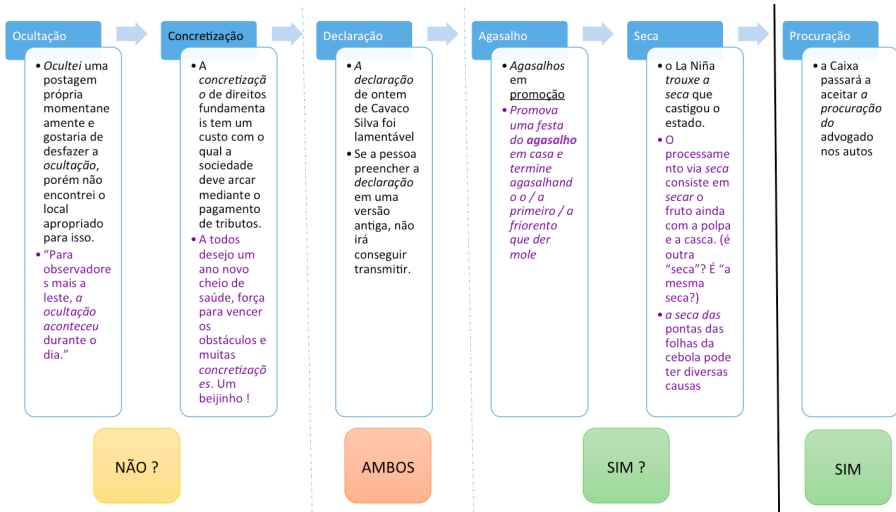 Ocultação
• Ocultei uma
postagem
própria
momentane
amente e
gostaria de
desfazer a
ocultação,
porém não
encontrei o
local
apropriado
para isso.
• “Para
observadore
s mais a
leste, a
ocultação
aconteceu
durante o
dia.”
Concretização
• A
concretizaçã
o de direitos
fundamenta
is tem um
custo com o
qual a
sociedade
deve arcar
mediante o
pagamento
de tributos.
• A todos
desejo um
ano novo
cheio de
saúde, força
para vencer
os
obstáculos e
muitas
concretizaçõ
es. Um
beijinho !
Declaração
• A
declaração
de ontem de
Cavaco
Silva foi
lamentável
• Se a pessoa
preencher a
declaração
em uma
versão
antiga, não
irá
conseguir
transmitir.
Agasalho
• Agasalhos
em
promoção
• Promova
uma festa
do agasalho
em casa e
termine
agasalhand
o o / a
primeiro / a
friorento
que der
mole
Seca
• o La Niña
trouxe a
seca que
castigou o
estado.
• O
processame
nto via seca
consiste em
secar o
fruto ainda
com a polpa
e a casca. (é
outra
“seca”? É “a
mesma
seca?)
• a seca das
pontas das
folhas da
cebola pode
ter diversas
causas
Procuração
• a Caixa
passará a
aceitar a
procuração
do
advogado
nos autos
NÃO ?
AMBOS
SIM ?
SIM